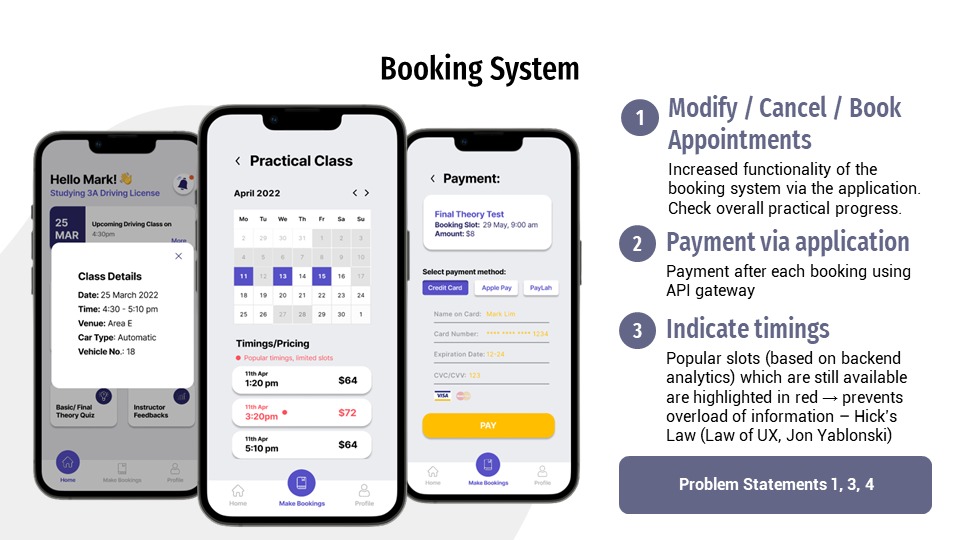 Booking System
Hello Mark! 👋
Studying 3A Driving License
25
MAR
Upcoming Driving Class on
4:30pm
More
Class Details
Date: 25 March 2022
Time: 4:30 - 5:10 pm
Venue: Area E
Car Type: Automatic
Vehicle No.: 18
Basic/ Final
Theory Quiz
Instructor
Feedbacks
Home
Make Bookings
Profile
< Practical Class
April 2022 < >
Mo Tu We Th Fr Sa Su
2 29 30 31 1 2 3
4 5 6 7 8 9 10
11 12 13 14 15 16 17
18 19 20 21 22 23 24
25 26 27 28 29 30 1
Timings/Pricing
● Popular timings, limited slots
11th Apr
1:20 pm $64
11th Apr
3:20pm ● $72
11th Apr
5:10 pm $64
Home
Make Bookings
Profile
< Payment:
Final Theory Test
Booking Slot: 29 May, 9:00 am
Amount: $8
Select payment method:
Credit Card Apple Pay PayLah
Name on Card: Mark Lim
Card Number: **** **** **** 1234
Expiration Date: 12-24
CVC/CVV: 123
VISA
PAY
Home
Make Bookings
Profile
1
Modify / Cancel / Book
Appointments
Increased functionality of the
booking system via the application.
Check overall practical progress.
2
Payment via application
Payment after each booking using
API gateway
3
Indicate timings
Popular slots (based on backend
analytics) which are still available
are highlighted in red → prevents
overload of information – Hick's
Law (Law of UX, Jon Yablonski)
Problem Statements 1, 3, 4